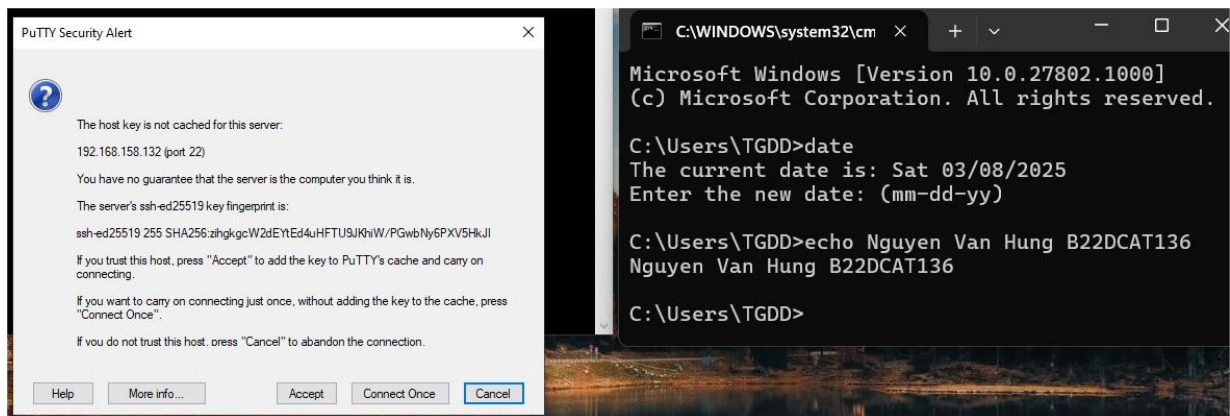 PuTTY Security Alert
The host key is not cached for this server:
192.168.158.132 (port 22)
You have no guarantee that the server is the computer you think it is.
The server's ssh-ed25519 key fingerprint is:
ssh-ed25519 255 SHA256:zihgkgcW2dEYtEd4uHFTU9JKhiW/PGwbNy6PXV5HkJI
If you trust this host, press "Accept" to add the key to PuTTY's cache and carry on
connecting.
If you want to carry on connecting just once, without adding the key to the cache, press
"Connect Once".
If you do not trust this host, press "Cancel" to abandon the connection.
Help More info... Accept Connect Once Cancel
C:\WINDOWS\system32\cm
Microsoft Windows [Version 10.0.27802.1000]
(c) Microsoft Corporation. All rights reserved.
C:\Users\TGDD>date
The current date is: Sat 03/08/2025
Enter the new date: (mm-dd-yy)
C:\Users\TGDD>echo Nguyen Van Hung B22DCAT136
Nguyen Van Hung B22DCAT136
C:\Users\TGDD>